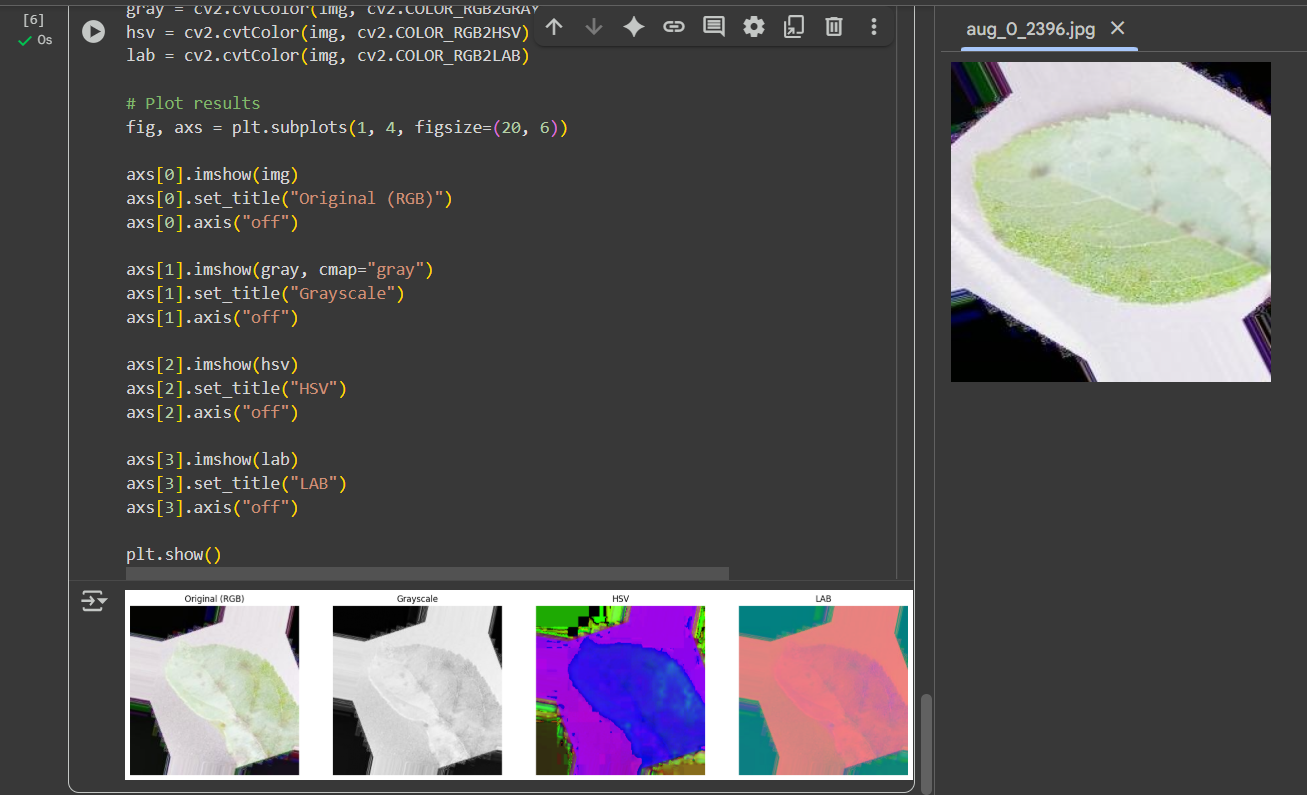 [6]
0s
gray = cv2.cvtColor(img, cv2.COLOR_RGB2GRAY
hsv = cv2.cvtColor(img, cv2.COLOR_RGB2HSV)
lab = cv2.cvtColor(img, cv2.COLOR_RGB2LAB)
# Plot results
fig, axs = plt.subplots(1, 4, figsize=(20, 6))
axs[0].imshow(img)
axs[0].set_title("Original (RGB)")
axs[0].axis("off")
axs[1].imshow(gray, cmap="gray")
axs[1].set_title("Grayscale")
axs[1].axis("off")
axs[2].imshow(hsv)
axs[2].set_title("HSV")
axs[2].axis("off")
axs[3].imshow(lab)
axs[3].set_title("LAB")
axs[3].axis("off")
plt.show()
Original (RGB)
Grayscale
HSV
LAB
aug_0_2396.jpg